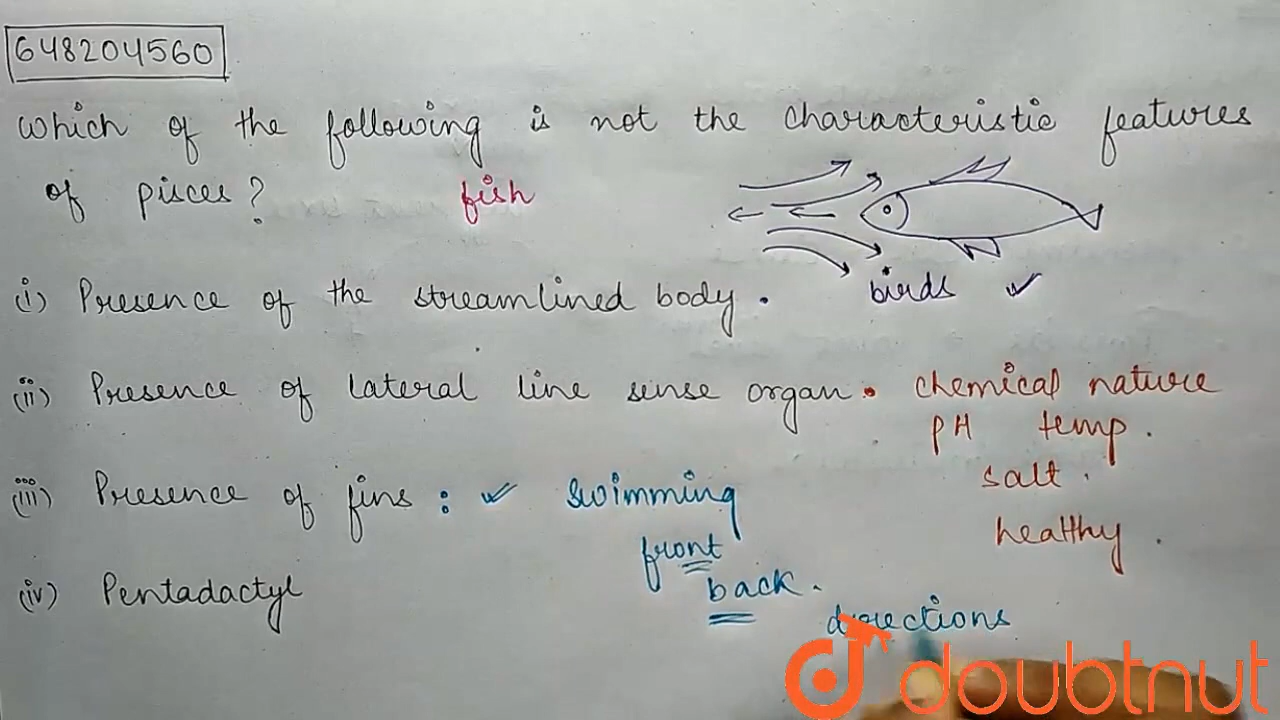 648204560
Which of the following is not the characteristic features
of pisces? fish
(i) Presence of the streamlined body. birds
(ii) Presence of lateral line sense organ. chemical nature
pH temp.
salt.
(iii) Presence of fins : swimming
healthy.
front
(iv) Pentadactyl
back.
directions
doubtnut